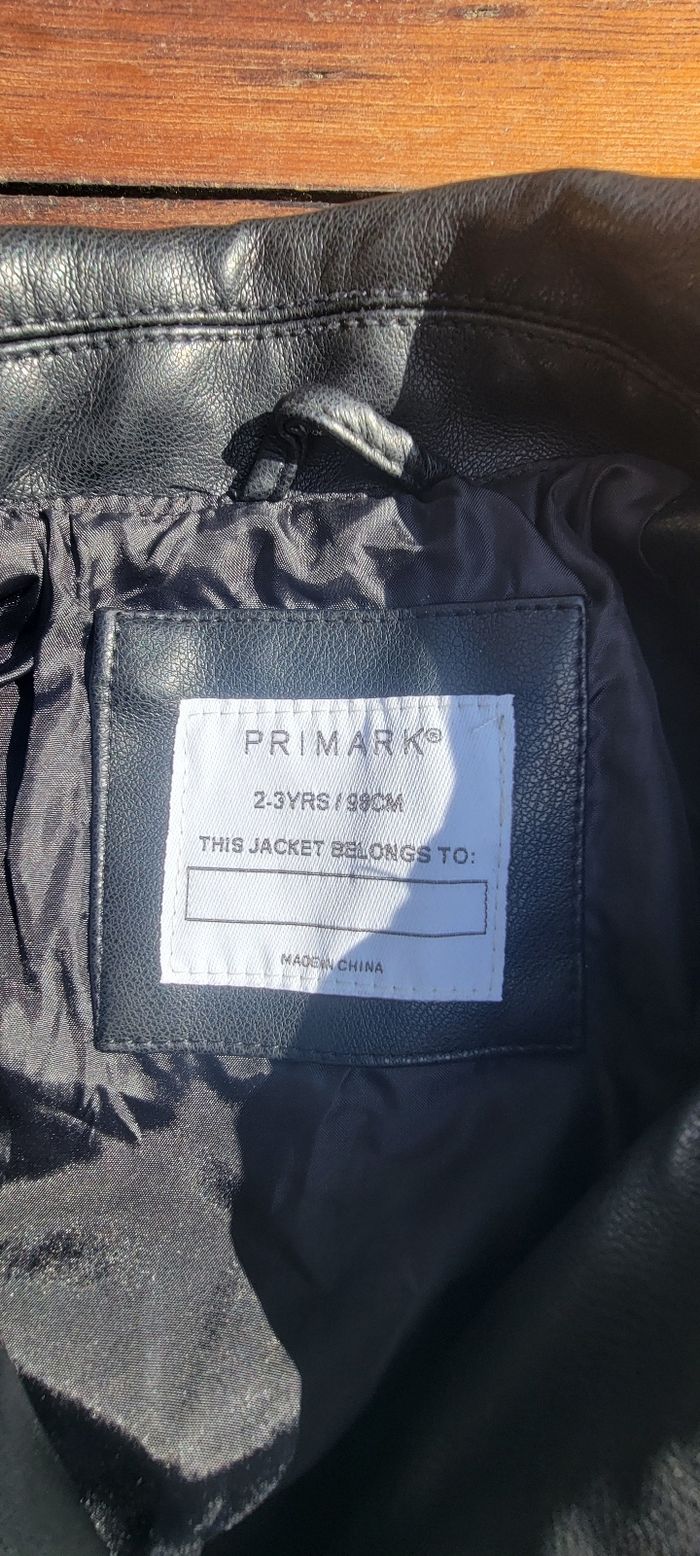 PRIMARK®
2-3YRS / 98CM
THIS JACKET BELONGS TO:
MADE IN CHINA